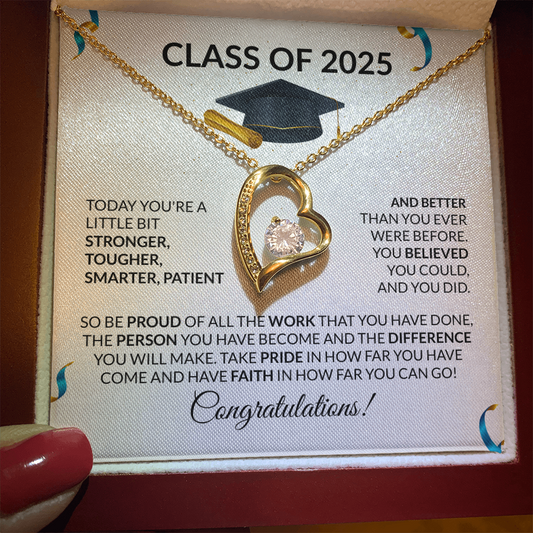 CLASS OF 2025
TODAY YOU'RE A
LITTLE BIT
STRONGER,
TOUGHER,
SMARTER, PATIENT
AND BETTER
THAN YOU EVER
WERE BEFORE.
YOU BELIEVED
YOU COULD,
AND YOU DID.
SO BE PROUD OF ALL THE WORK THAT YOU HAVE DONE,
THE PERSON YOU HAVE BECOME AND THE DIFFERENCE
YOU WILL MAKE. TAKE PRIDE IN HOW FAR YOU HAVE
COME AND HAVE FAITH IN HOW FAR YOU CAN GO!
Congratulations!